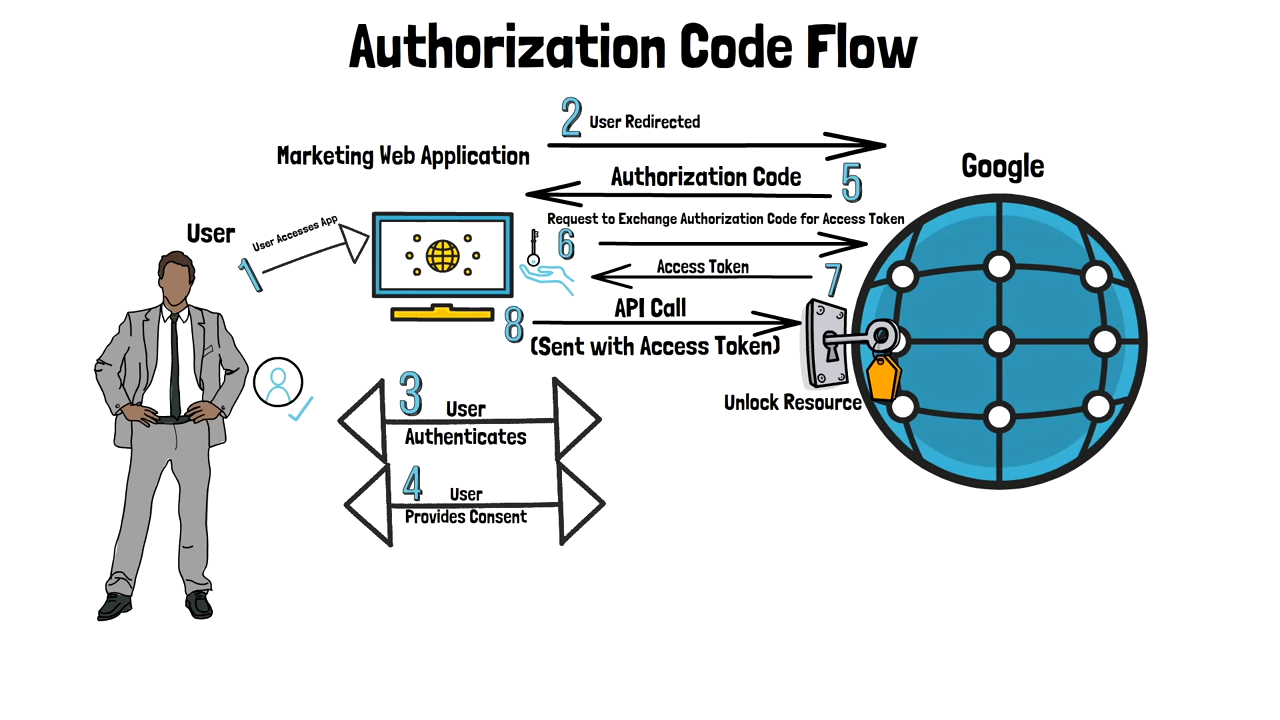 Authorization Code Flow
2 User Redirected
Marketing Web Application
Authorization Code 5
Google
Request to Exchange Authorization Code for Access Token
User
1 User Accesses App
6
Access Token 7
8 API Call
(Sent with Access Token)
Unlock Resource
3 User
Authenticates
4 User
Provides Consent